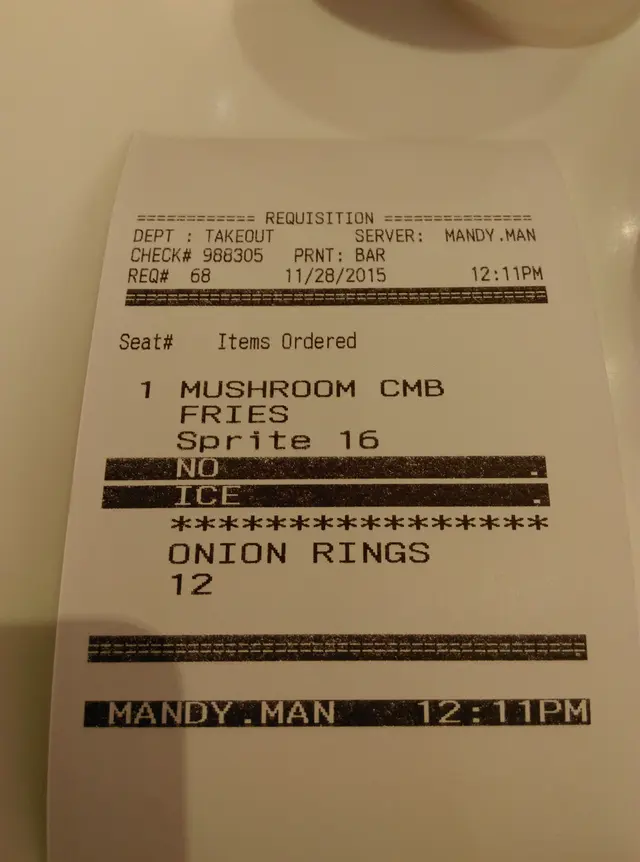 ============ REQUISITION ===============
DEPT : TAKEOUT SERVER: MANDY.MAN
CHECK# 988305 PRNT: BAR
REQ# 68 11/28/2015 12:11PM
Seat# Items Ordered
1 MUSHROOM CMB
FRIES
Sprite 16
NO .
ICE .
****************
ONION RINGS
12
MANDY.MAN 12:11PM